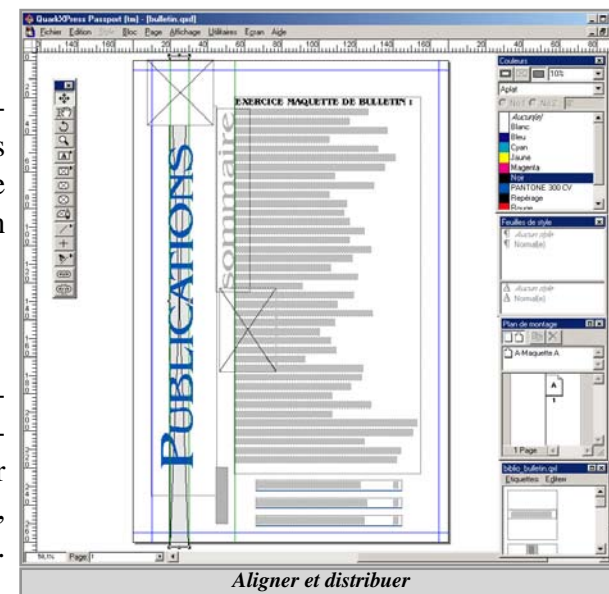 QuarkXPress Passport (tm) - [bulletin.qxd]
Fichier Edition Style Bloc Page Affichage Utilitaires Ecran Aide
EXERCICE MAQUETTE DE BULLETIN :
PUBLICATIONS
sommaire
Couleurs
10%
Aplat
Aucun(e)
Blanc
Bleu
Cyan
Jaune
Magenta
Noir
PANTONE 300 CV
Repérage
Rouge
Feuilles de style
Aucun style
Normal(e)
Aucun style
Normal(e)
Plan de montage
A-Maquette A
A
1
1 Page
biblio_bulletin.qxl
Etiquettes Editer
Page 1
Aligner et distribuer